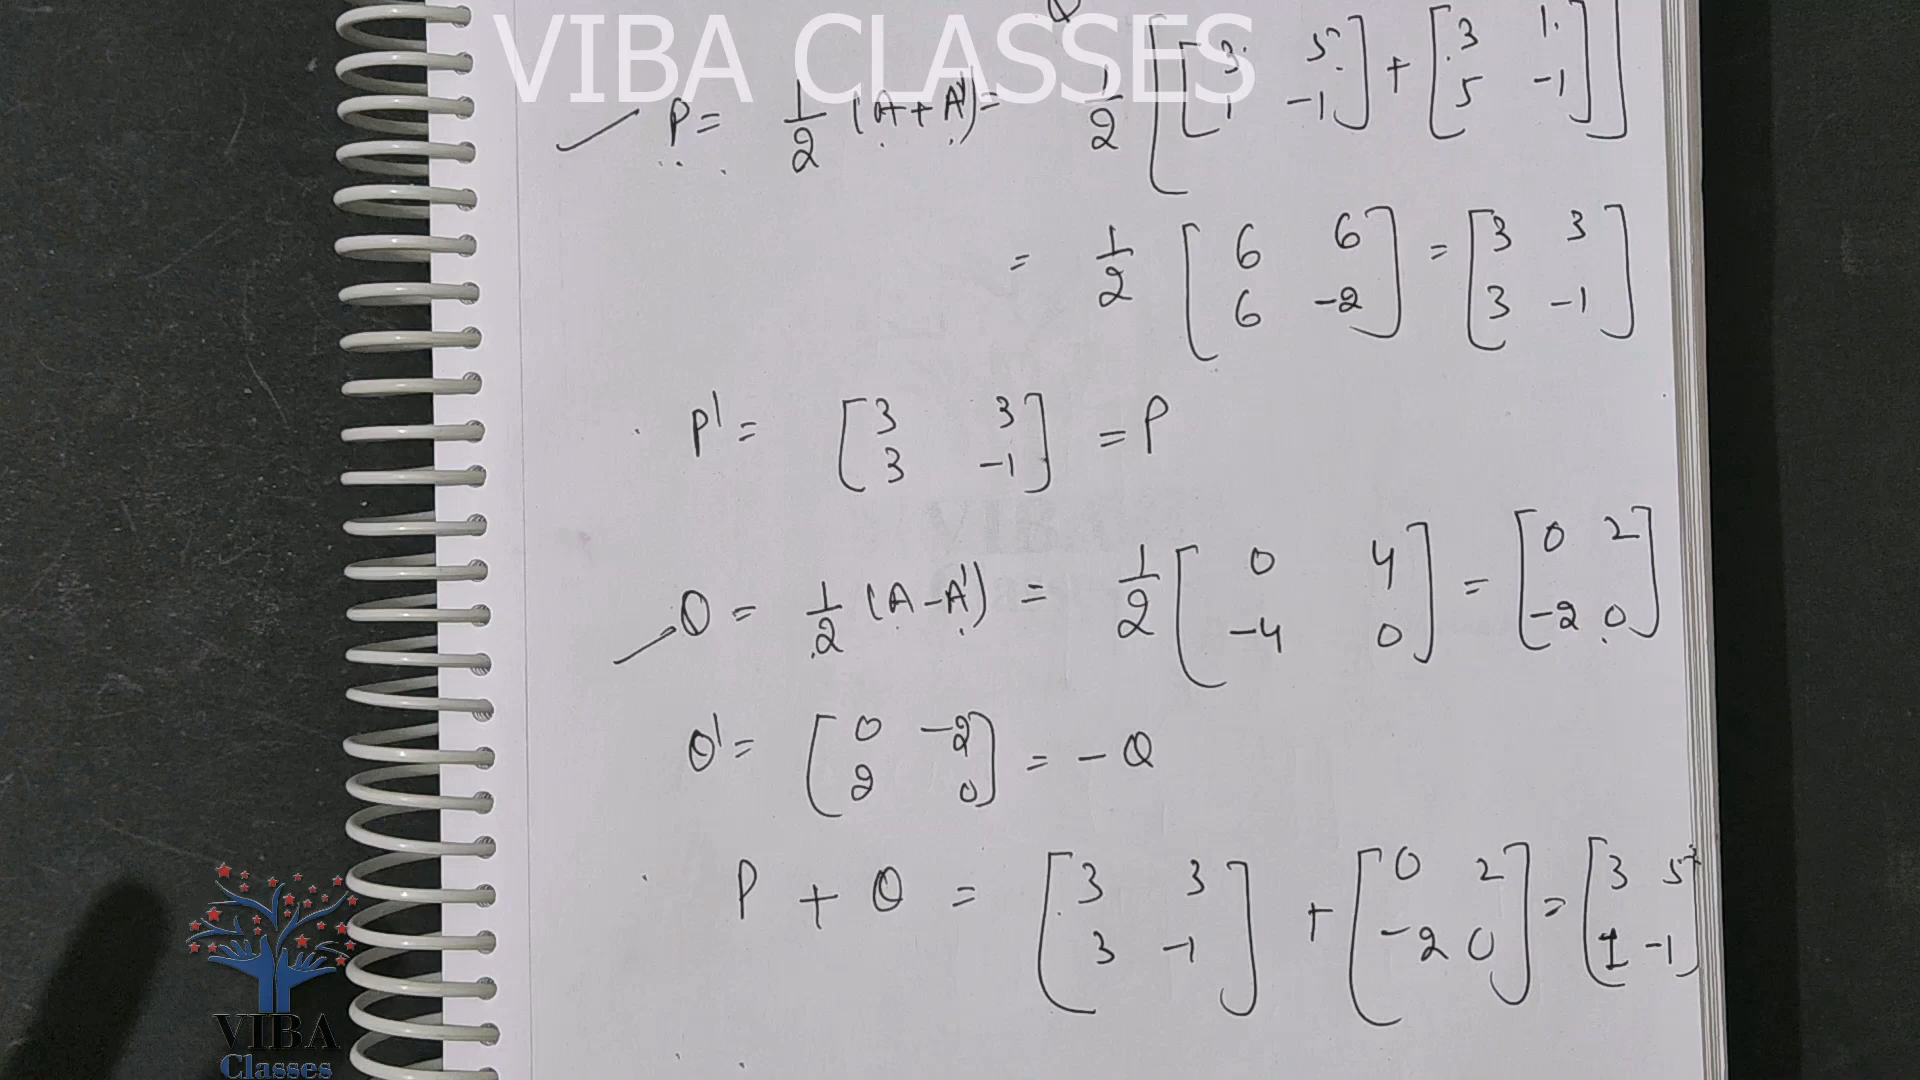 VIBA CLASSES
P = 1/2 (A + A') = 1/2 [[3 5; 1 -1] + [3 1; 5 -1]]
= 1/2 [6 6; 6 -2] = [3 3; 3 -1]
P' = [3 3; 3 -1] = P
Q = 1/2 (A - A') = 1/2 [0 4; -4 0] = [0 2; -2 0]
Q' = [0 -2; 2 0] = - Q
P + Q = [3 3; 3 -1] + [0 2; -2 0] = [3 5; 1 -1]
VIBA
Classes